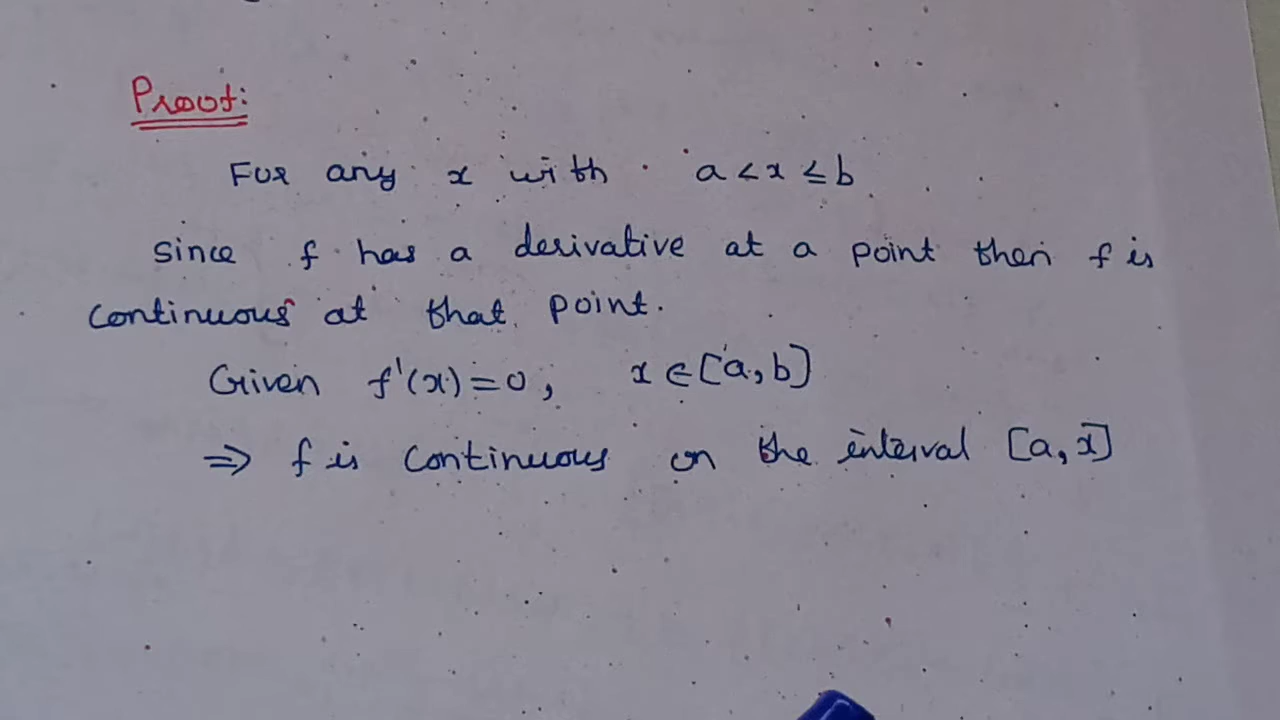 Proof:
For any x with a < x ≤ b
since f has a derivative at a point then f is
continuous at that point.
Given f'(x) = 0, x ∈ [a, b]
⇒ f is continuous on the interval [a, x]